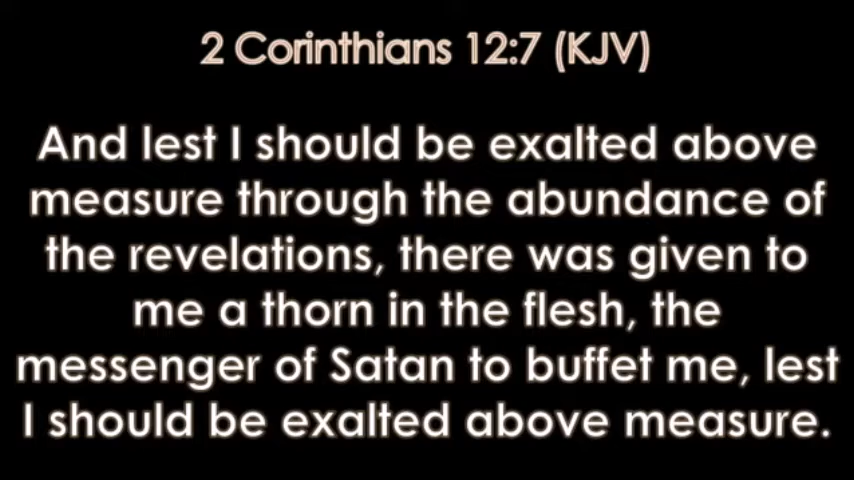 2 Corinthians 12:7 (KJV)
And lest I should be exalted above
measure through the abundance of
the revelations, there was given to
me a thorn in the flesh, the
messenger of Satan to buffet me, lest
I should be exalted above measure.